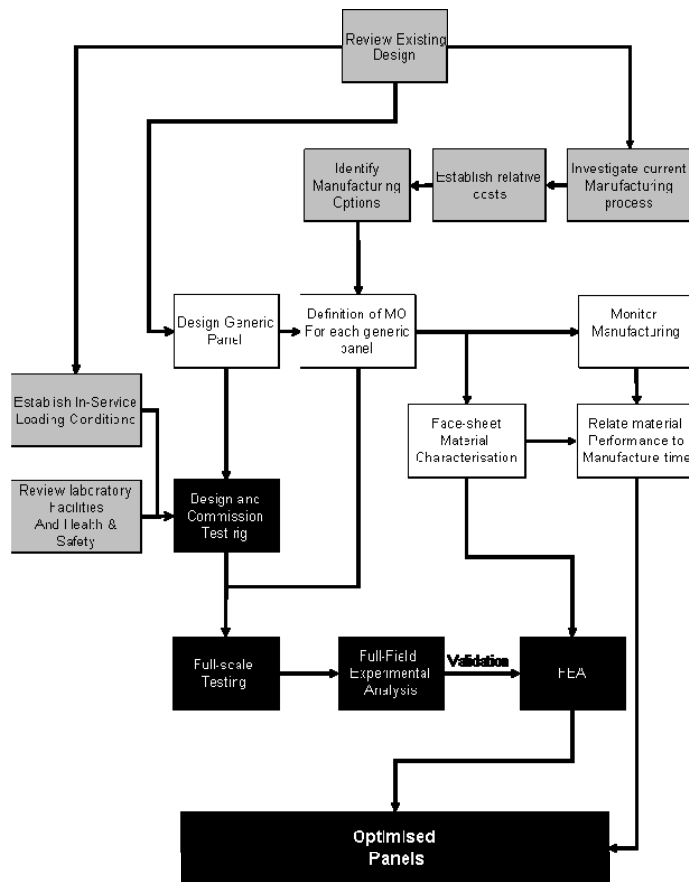 Review Existing
Design
Identify
Manufacturing
Options
Establish relative
costs
Investigate current
Manufacturing
process
Design Generic
Panel
Definition of MO
For each generic
panel
Monitor
Manufacturing
Establish In-Service
Loading Conditions
Face-sheet
Material
Characterisation
Relate material
Performance to
Manufacture time
Review laboratory
Facilities
And Health &
Safety
Design and
Commission
Test rig
Full-scale
Testing
Full-Field
Experimental
Analysis
Validation
FEA
Optimised
Panels